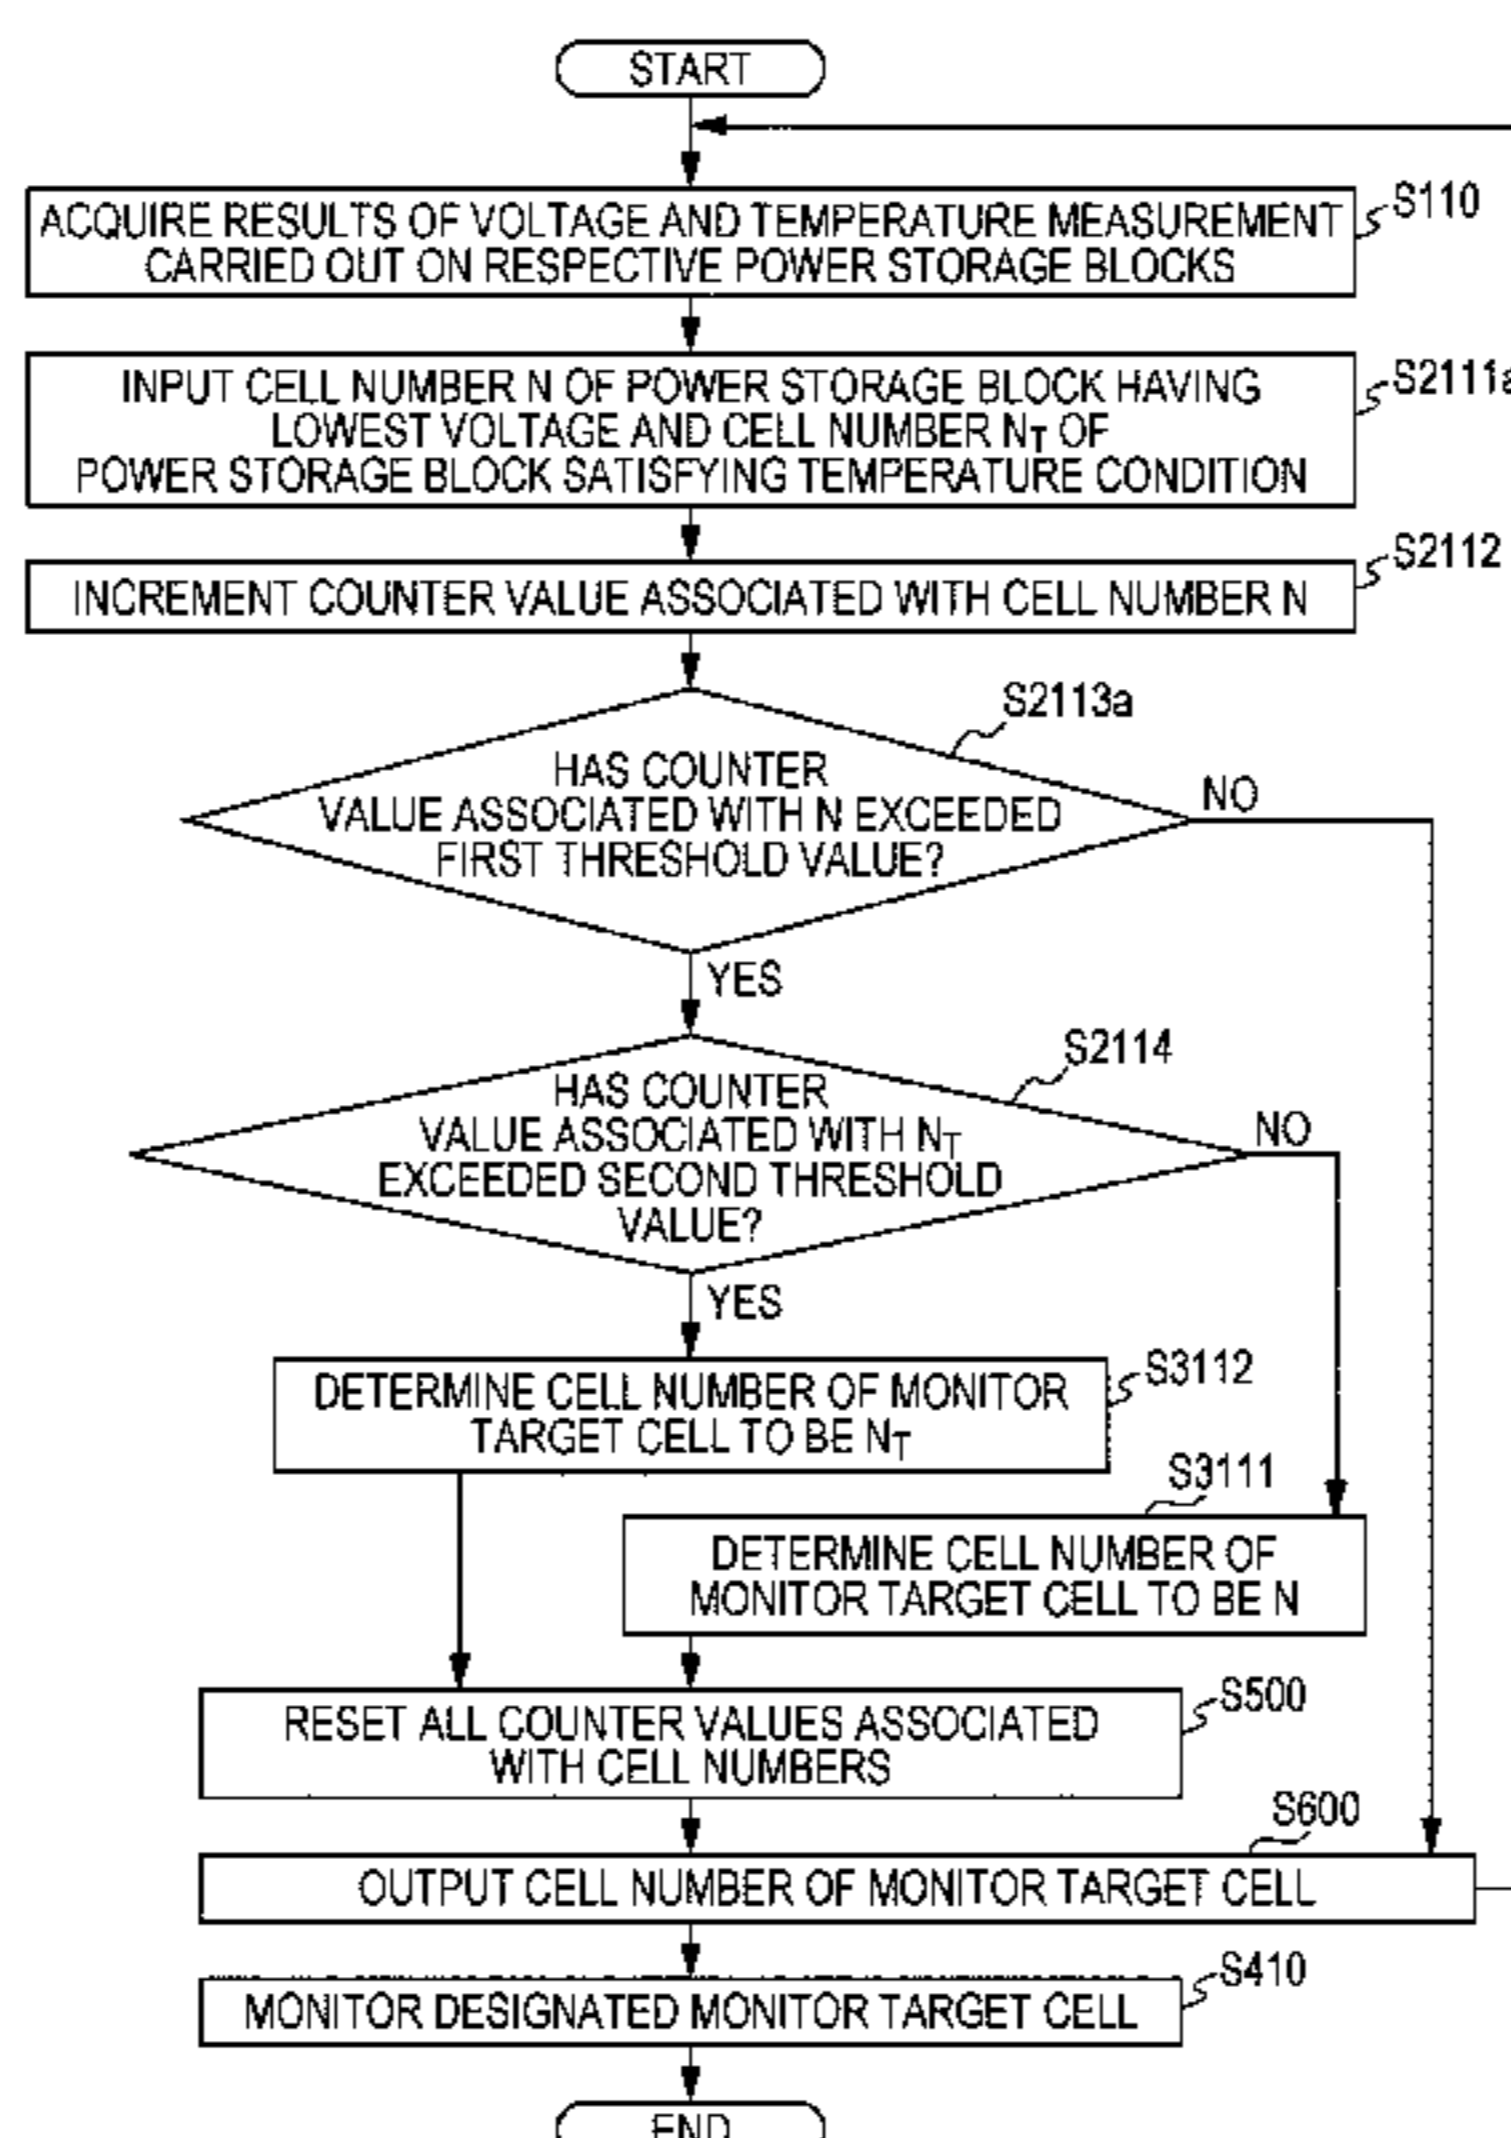 START
ACQUIRE RESULTS OF VOLTAGE AND TEMPERATURE MEASUREMENT
CARRIED OUT ON RESPECTIVE POWER STORAGE BLOCKS
S110
INPUT CELL NUMBER N OF POWER STORAGE BLOCK HAVING
LOWEST VOLTAGE AND CELL NUMBER NT OF
POWER STORAGE BLOCK SATISFYING TEMPERATURE CONDITION
S2111a
INCREMENT COUNTER VALUE ASSOCIATED WITH CELL NUMBER N
S2112
S2113a
HAS COUNTER
VALUE ASSOCIATED WITH N EXCEEDED
FIRST THRESHOLD VALUE?
NO
YES
S2114
HAS COUNTER
VALUE ASSOCIATED WITH NT
EXCEEDED SECOND THRESHOLD
VALUE?
NO
YES
DETERMINE CELL NUMBER OF MONITOR
TARGET CELL TO BE NT
S3112
S3111
DETERMINE CELL NUMBER OF
MONITOR TARGET CELL TO BE N
RESET ALL COUNTER VALUES ASSOCIATED
WITH CELL NUMBERS
S500
S600
OUTPUT CELL NUMBER OF MONITOR TARGET CELL
MONITOR DESIGNATED MONITOR TARGET CELL
S410
END